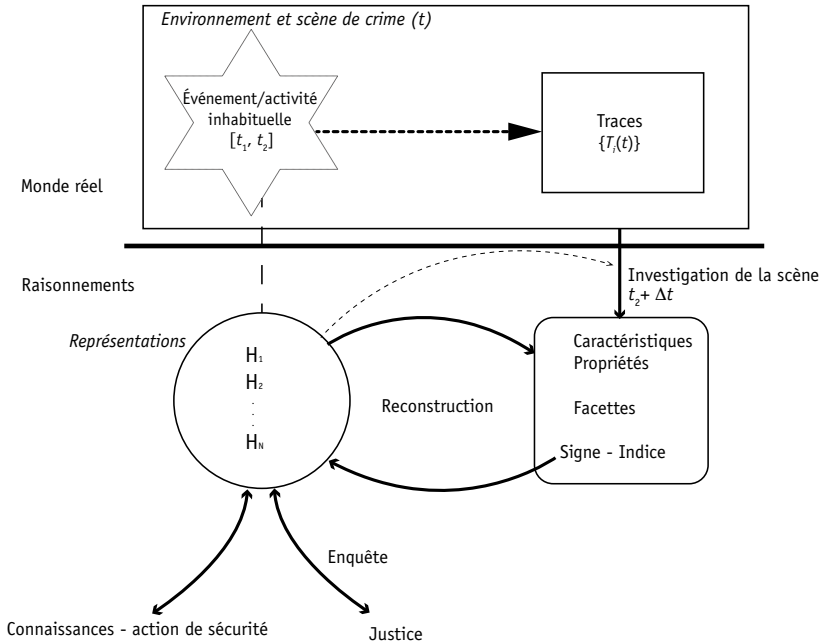 Environnement et scène de crime (t)
Événement/activité
inhabituelle
[t₁, t₂]
Traces
{Tᵢ(t)}
Monde réel
Investigation de la scène
t₂+ Δt
Raisonnements
Représentations
H₁
H₂
.
.
.
H_N
Caractéristiques
Propriétés
Facettes
Signe - Indice
Reconstruction
Enquête
Connaissances - action de sécurité
Justice